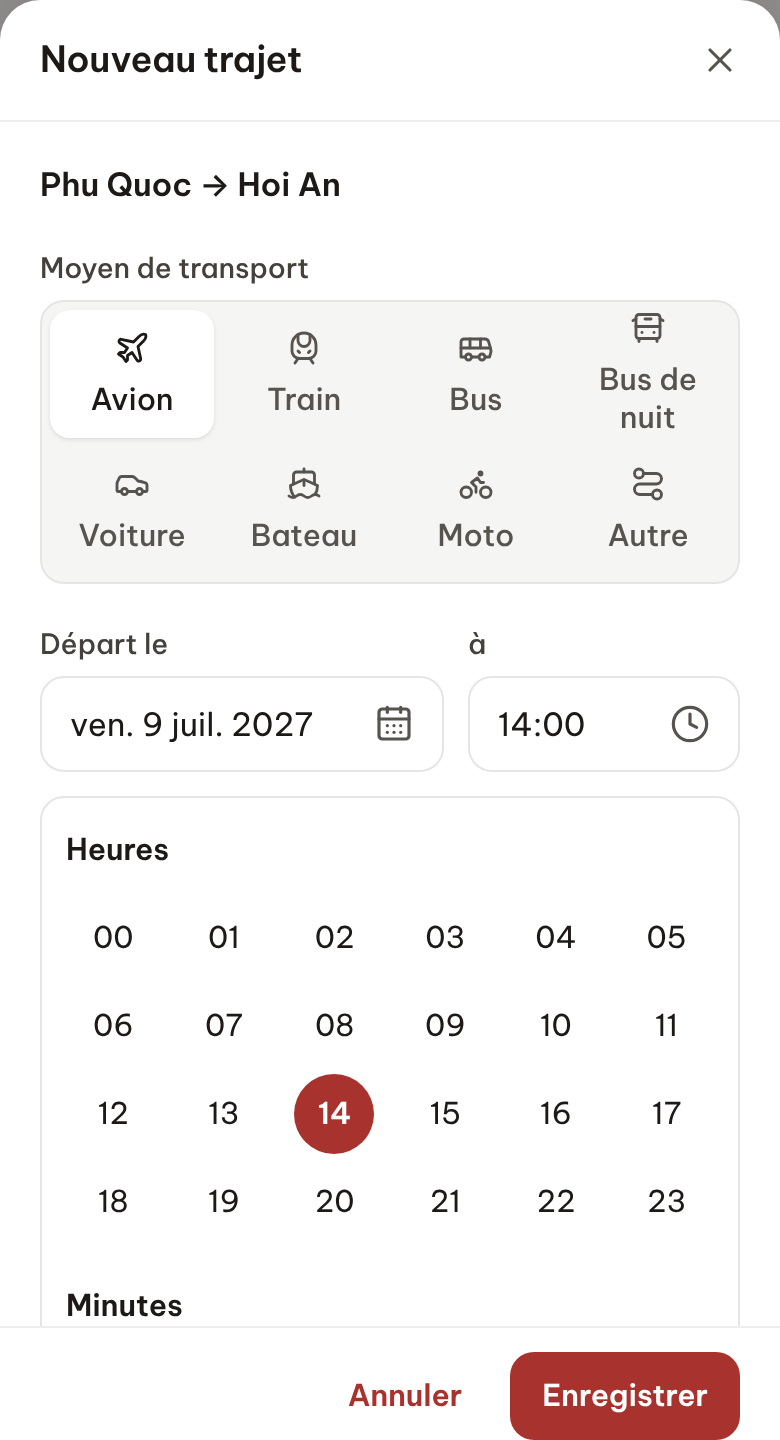 Nouveau trajet
Phu Quoc → Hoi An
Moyen de transport
Avion
Train
Bus
Bus de
nuit
Voiture
Bateau
Moto
Autre
Départ le
à
ven. 9 juil. 2027
14:00
Heures
00 01 02 03 04 05
06 07 08 09 10 11
12 13 14 15 16 17
18 19 20 21 22 23
Minutes
Annuler
Enregistrer